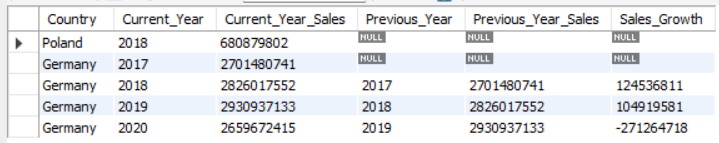 Country Current_Year Current_Year_Sales Previous_Year Previous_Year_Sales Sales_Growth
Poland 2018 680879802 NULL NULL NULL
Germany 2017 2701480741 NULL NULL NULL
Germany 2018 2826017552 2017 2701480741 124536811
Germany 2019 2930937133 2018 2826017552 104919581
Germany 2020 2659672415 2019 2930937133 -271264718